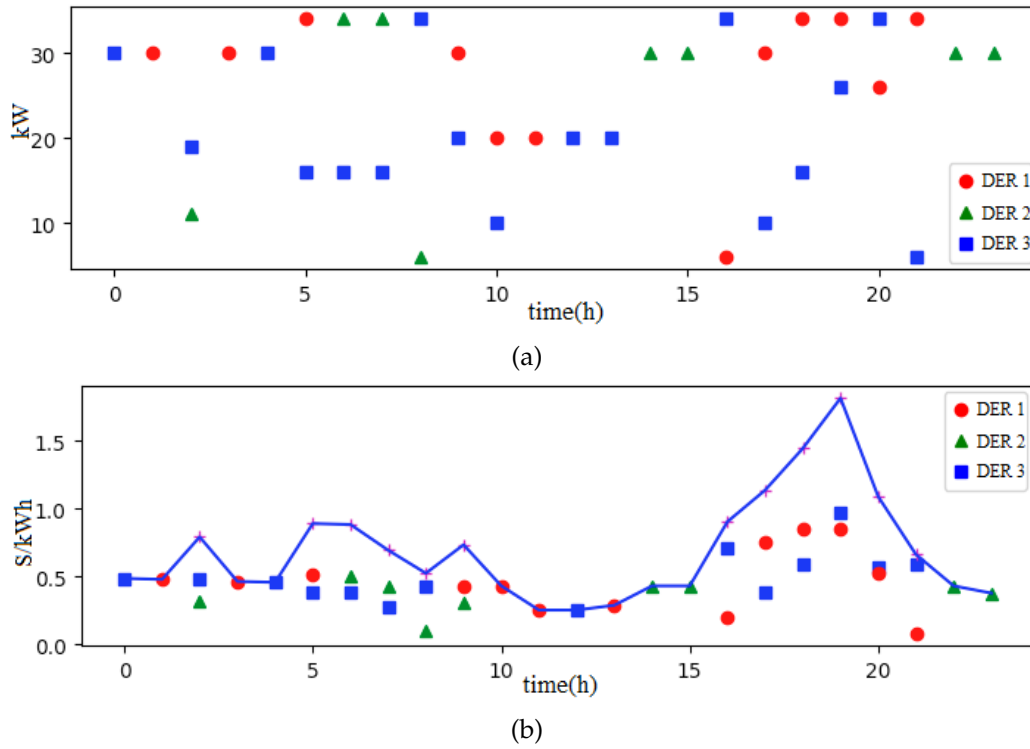 kW
30
20
10
DER 1
DER 2
DER 3
0 5 10 15 20
time(h)
(a)
S/kWh
1.5
1.0
0.5
0.0
DER 1
DER 2
DER 3
0 5 10 15 20
time(h)
(b)